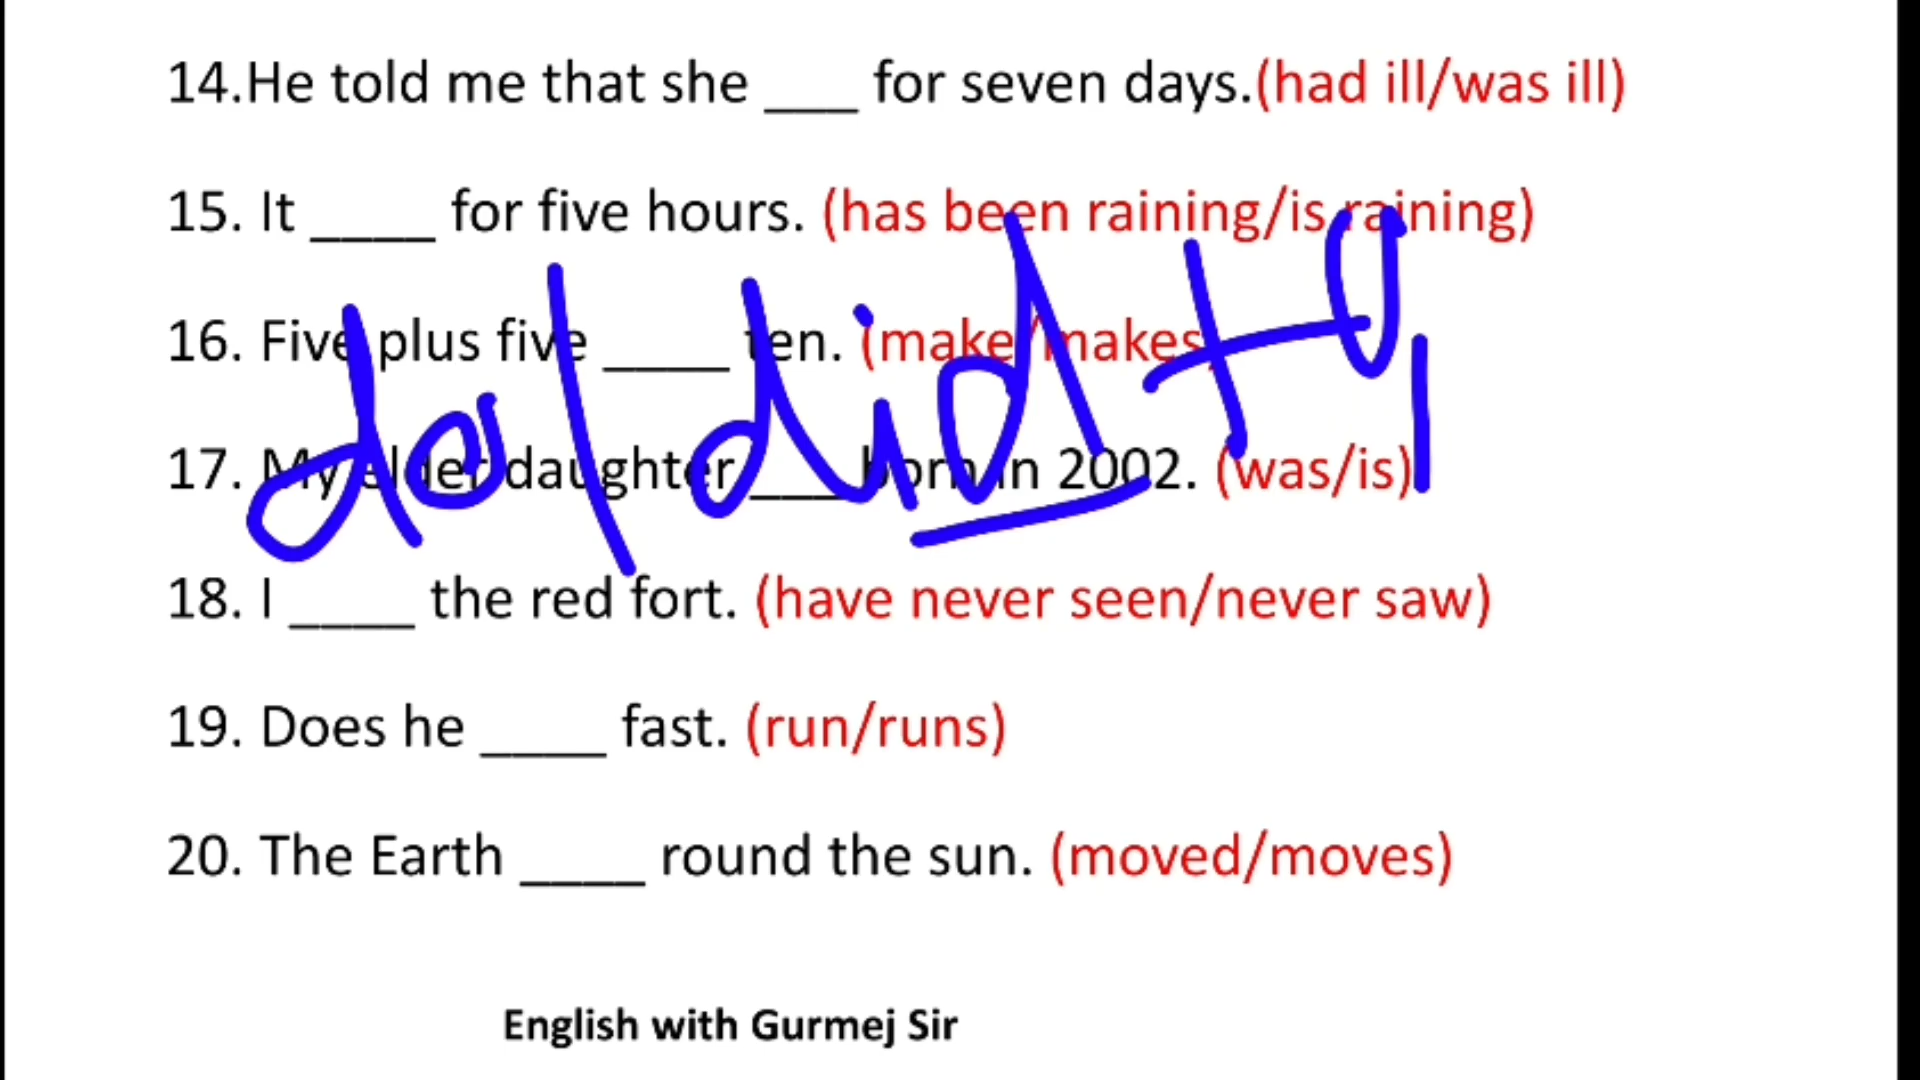 14.He told me that she ___ for seven days.(had ill/was ill)
15. It ____ for five hours. (has been raining/is raining)
16. Five plus five ____ ten. (make/makes)
17. My elder daughter ___ born in 2002. (was/is)
do/did+
18. I ____ the red fort. (have never seen/never saw)
19. Does he ____ fast. (run/runs)
20. The Earth ____ round the sun. (moved/moves)
English with Gurmej Sir